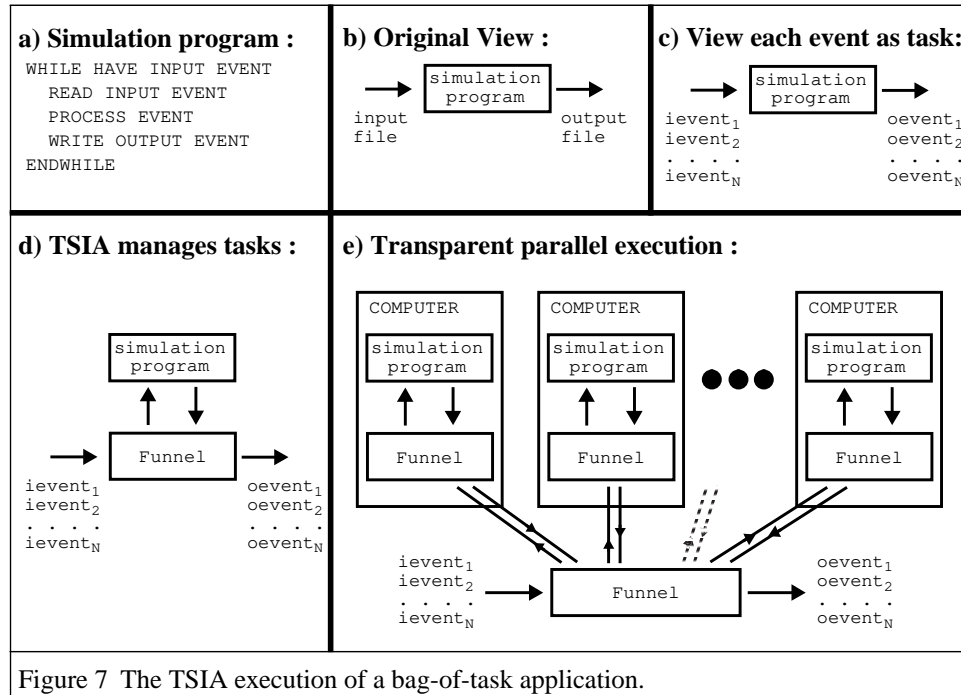 a) Simulation program :
WHILE HAVE INPUT EVENT
READ INPUT EVENT
PROCESS EVENT
WRITE OUTPUT EVENT
ENDWHILE
b) Original View :
simulation
program
input
file
output
file
c) View each event as task:
simulation
program
ievent1
ievent2
. . . .
ieventN
oevent1
oevent2
. . . .
oeventN
d) TSIA manages tasks :
simulation
program
Funnel
ievent1
ievent2
. . . .
ieventN
oevent1
oevent2
. . . .
oeventN
e) Transparent parallel execution :
COMPUTER
simulation
program
Funnel
COMPUTER
simulation
program
Funnel
COMPUTER
simulation
program
Funnel
ievent1
ievent2
. . . .
ieventN
Funnel
oevent1
oevent2
. . . .
oeventN
Figure 7 The TSIA execution of a bag-of-task application.